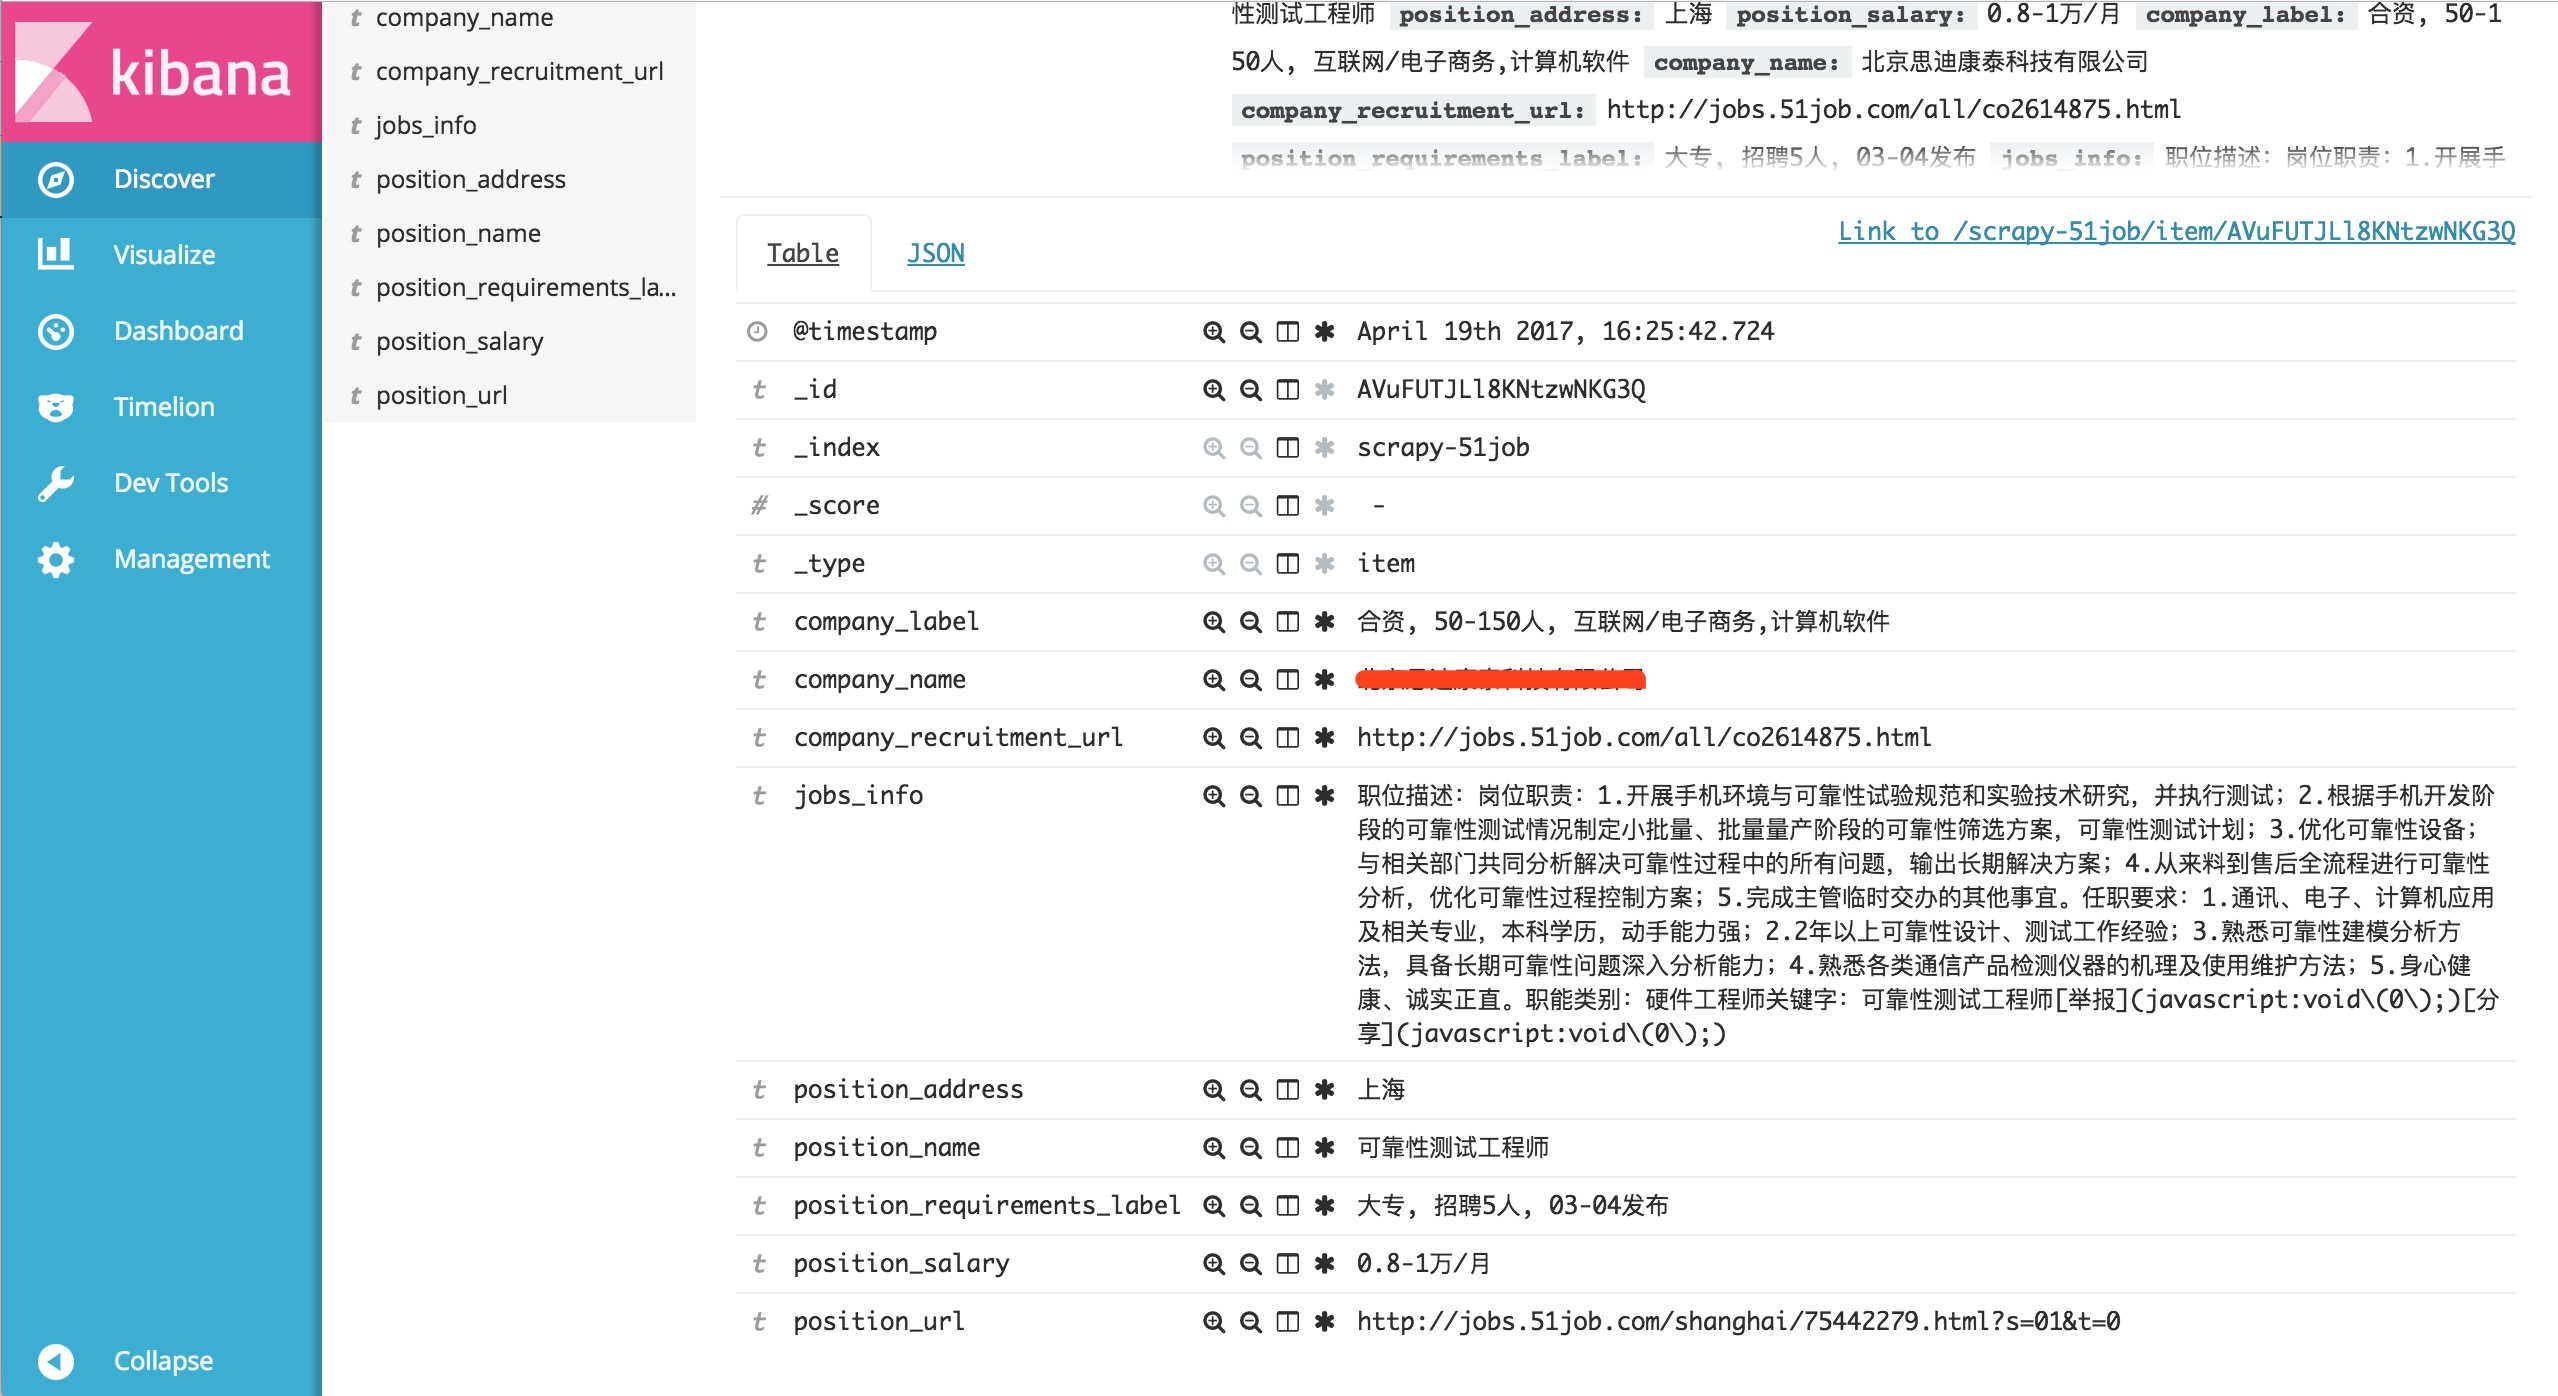 kibana
Discover
Visualize
Dashboard
Timelion
Dev Tools
Management
Collapse
t company_name
t company_recruitment_url
t jobs_info
t position_address
t position_name
t position_requirements_la...
t position_salary
t position_url
性测试工程师 position_address: 上海 position_salary: 0.8-1万/月 company_label: 合资, 50-1
50人, 互联网/电子商务,计算机软件 company_name: 北京思迪康泰科技有限公司
company_recruitment_url: http://jobs.51job.com/all/co2614875.html
position_requirements_label: 大专, 招聘5人, 03-04发布 jobs_info: 职位描述：岗位职责：1.开展手
Link to /scrapy-51job/item/AVuFUTJLl8KNtzwNKG3Q
Table JSON
@timestamp April 19th 2017, 16:25:42.724
t _id AVuFUTJLl8KNtzwNKG3Q
t _index scrapy-51job
# _score -
t _type item
t company_label 合资, 50-150人, 互联网/电子商务,计算机软件
t company_name
t company_recruitment_url http://jobs.51job.com/all/co2614875.html
t jobs_info 职位描述：岗位职责：1.开展手机环境与可靠性试验规范和实验技术研究，并执行测试；2.根据手机开发阶
段的可靠性测试情况制定小批量、批量量产阶段的可靠性筛选方案，可靠性测试计划；3.优化可靠性设备；
与相关部门共同分析解决可靠性过程中的所有问题，输出长期解决方案；4.从来料到售后全流程进行可靠性
分析，优化可靠性过程控制方案；5.完成主管临时交办的其他事宜。任职要求：1.通讯、电子、计算机应用
及相关专业，本科学历，动手能力强；2.2年以上可靠性设计、测试工作经验；3.熟悉可靠性建模分析方
法，具备长期可靠性问题深入分析能力；4.熟悉各类通信产品检测仪器的机理及使用维护方法；5.身心健
康、诚实正直。职能类别：硬件工程师关键字：可靠性测试工程师[举报](javascript:void\(0\);)[分
享](javascript:void\(0\);)
t position_address 上海
t position_name 可靠性测试工程师
t position_requirements_label 大专, 招聘5人, 03-04发布
t position_salary 0.8-1万/月
t position_url http://jobs.51job.com/shanghai/75442279.html?s=01&t=0